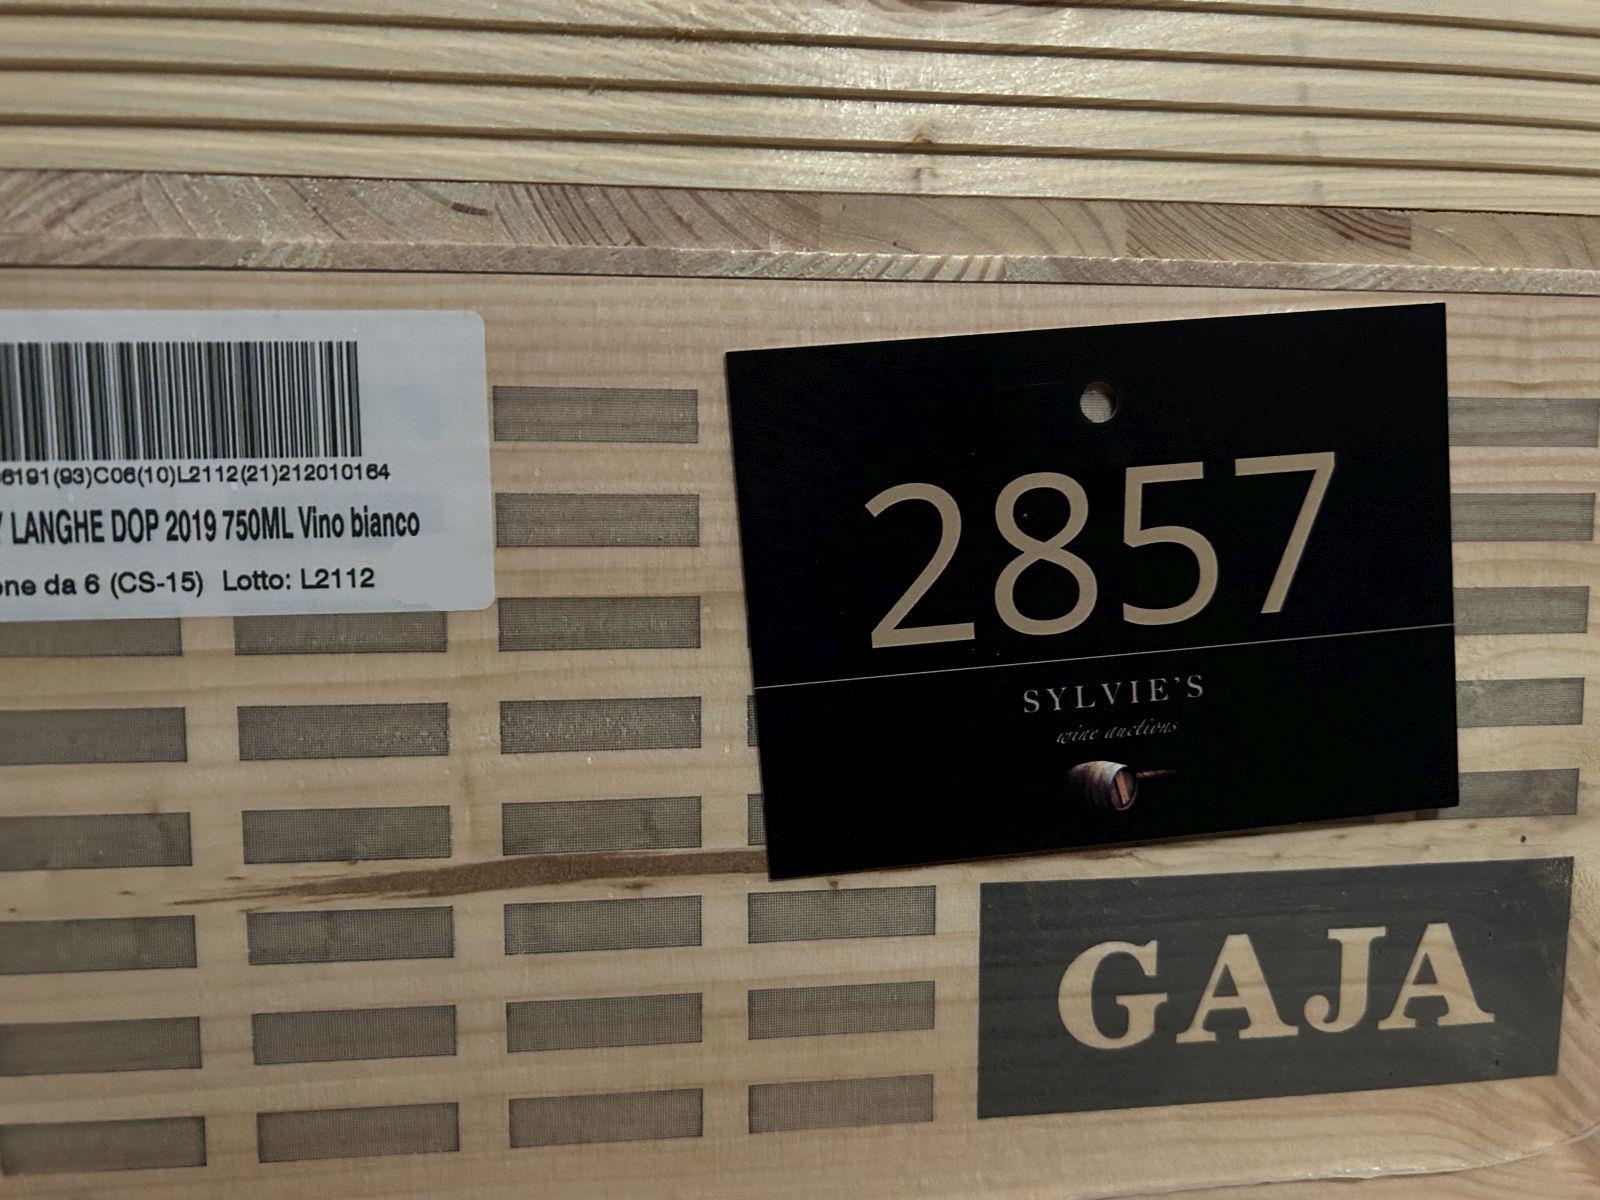 6191(93)C06(10)L2112(21)212010164
LANGHE DOP 2019 750ML Vino bianco
da 6 (CS-15) Lotto: L2112
2857
SYLVIE'S
wine auctions
GAJA